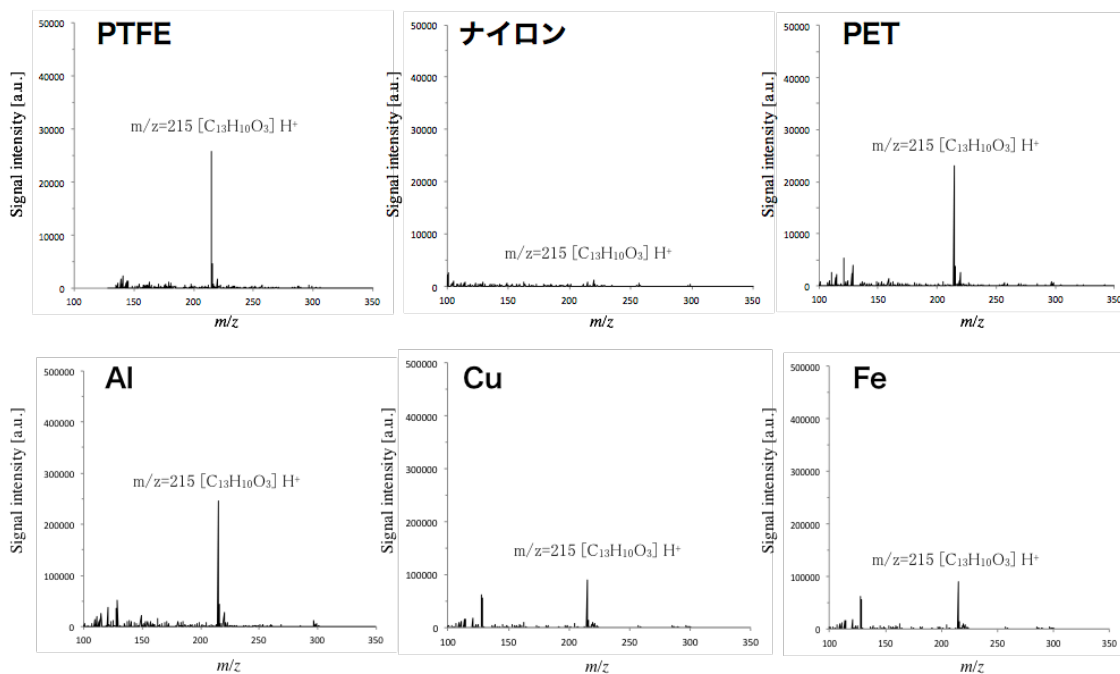 PTFE
Signal intensity [a.u.]
50000
40000
30000
20000
10000
0
m/z=215 [C₁₃H₁₀O₃] H⁺
100 150 200 250 300 350
m/z
ナイロン
Signal intensity [a.u.]
50000
40000
30000
20000
10000
0
m/z=215 [C₁₃H₁₀O₃] H⁺
100 150 200 250 300 350
m/z
PET
Signal intensity [a.u.]
50000
40000
30000
20000
10000
0
m/z=215 [C₁₃H₁₀O₃] H⁺
100 150 200 250 300 350
m/z
Al
Signal intensity [a.u.]
500000
400000
300000
200000
100000
0
m/z=215 [C₁₃H₁₀O₃] H⁺
100 150 200 250 300 350
m/z
Cu
Signal intensity [a.u.]
500000
400000
300000
200000
100000
0
m/z=215 [C₁₃H₁₀O₃] H⁺
100 150 200 250 300 350
m/z
Fe
Signal intensity [a.u.]
500000
400000
300000
200000
100000
0
m/z=215 [C₁₃H₁₀O₃] H⁺
100 150 200 250 300 350
m/z